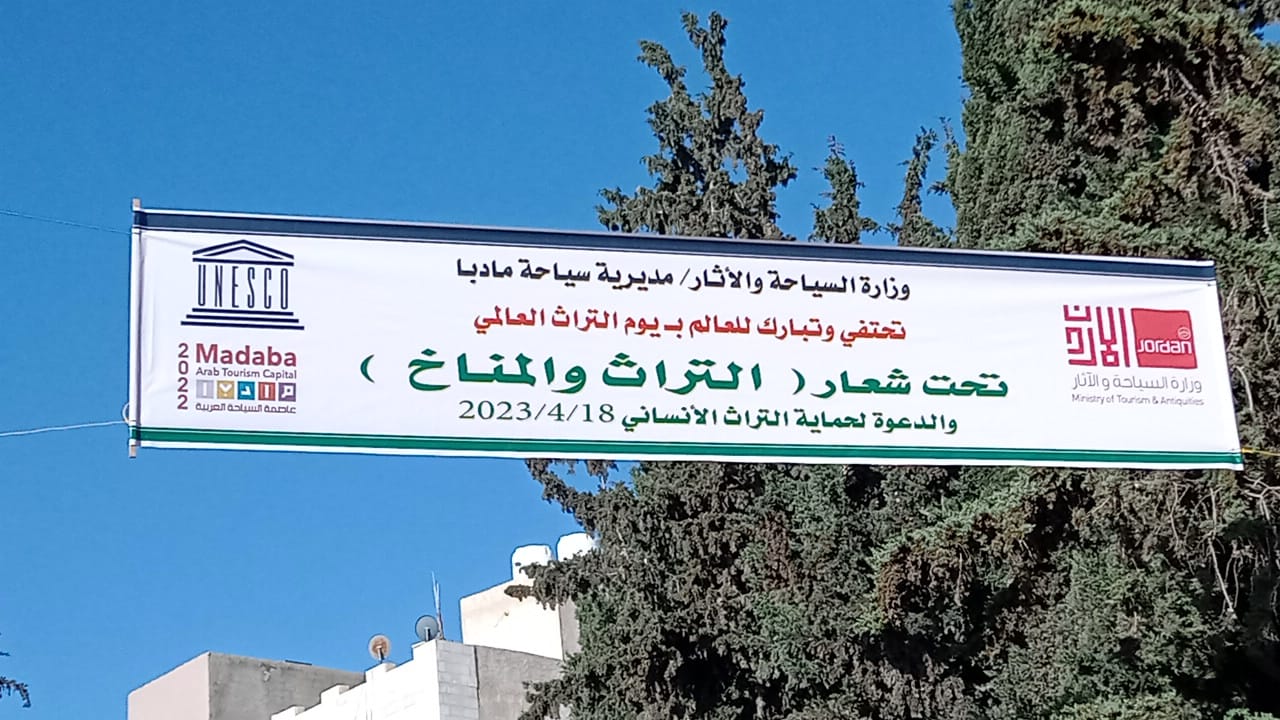 وزارة السياحة والأثار/ مديرية سياحة مادبا
تحتفي وتبارك للعالم بـ يوم التراث العالمي
تحت شعار ( التراث والمناخ )
والدعوة لحماية التراث الأنساني 2023/4/18
الأردن
Jordan
وزارة السياحة والآثار
Ministry of Tourism & Antiquities
UNESCO
2022
Madaba
Arab Tourism Capital
مادبا
عاصمة السياحة العربية